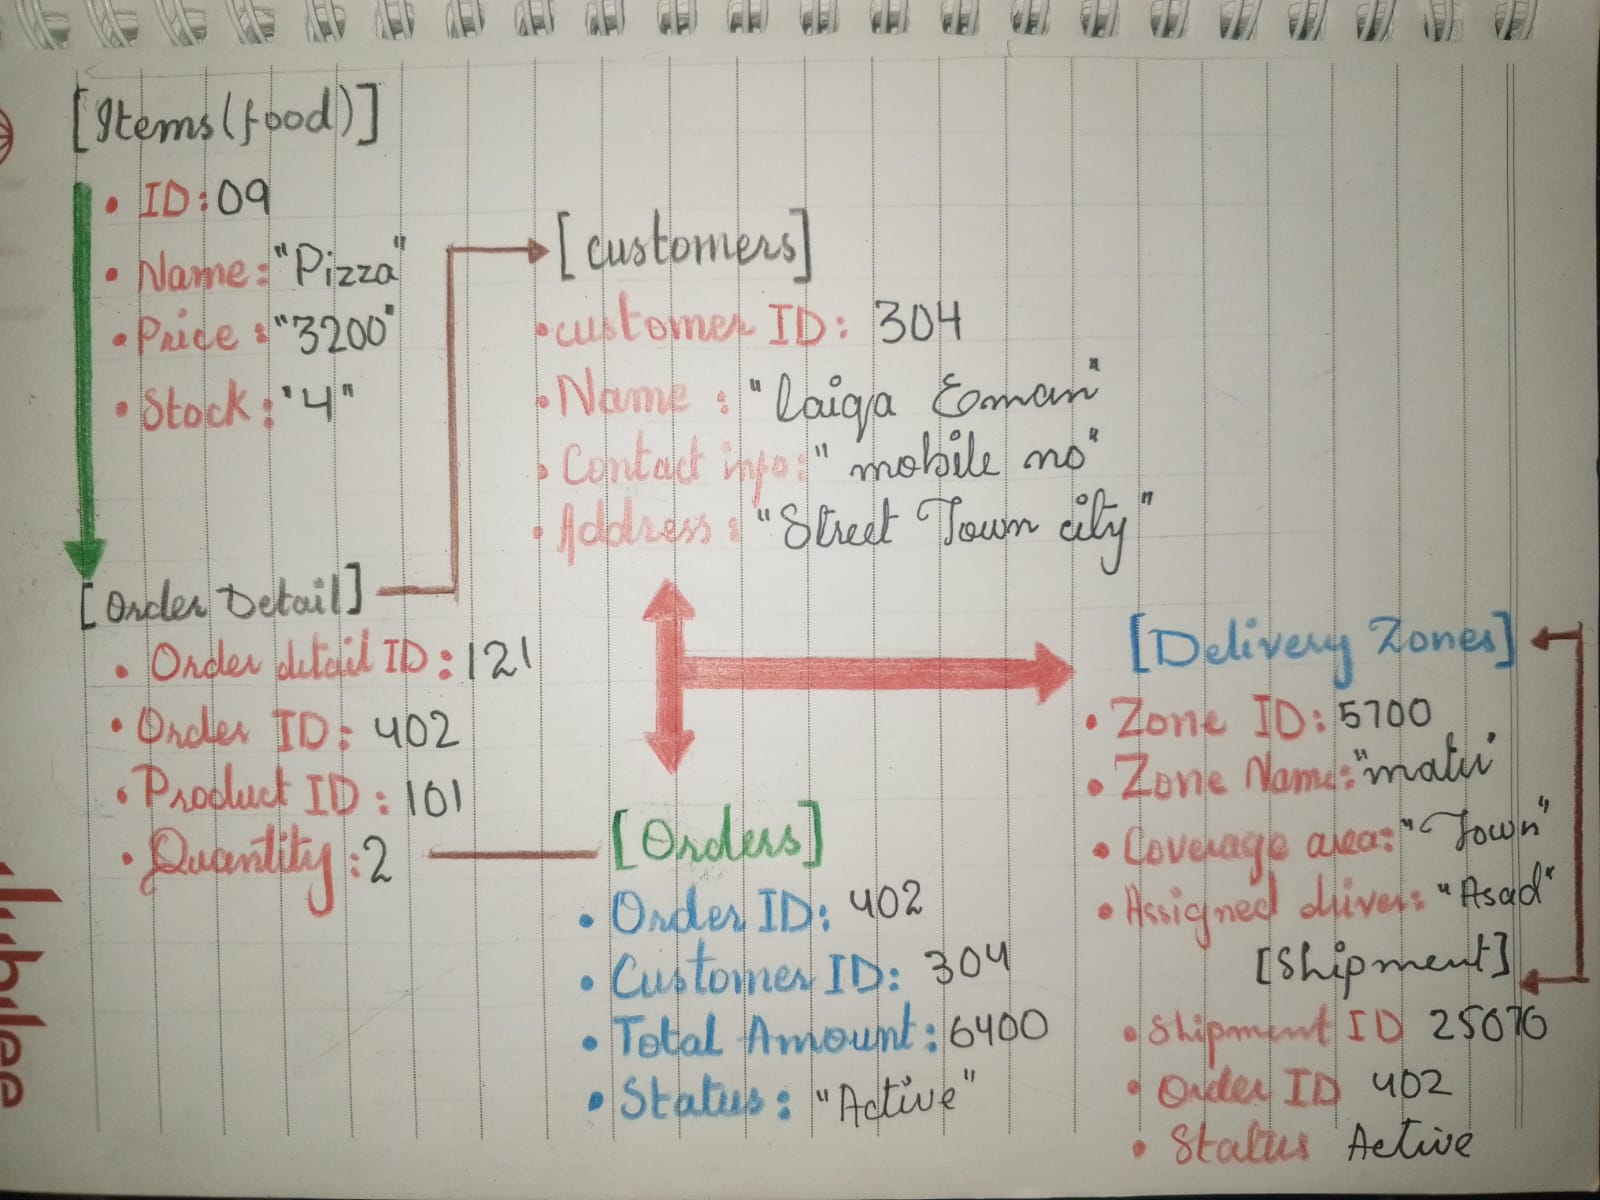 [Items (food)]
• ID: 09
• Name: "Pizza"
• Price: "3200"
• Stock: "4"
[Order Detail]
• Order detail ID: 121
• Order ID: 402
• Product ID: 101
• Quantity: 2
[customers]
• customer ID: 304
• Name: "Laiqa Eman"
• Contact info: "mobile no"
• Address: "Street Town city"
[Orders]
• Order ID: 402
• Customer ID: 304
• Total Amount: 6400
• Status: "Active"
[Delivery Zones]
• Zone ID: 5700
• Zone Name:
• Coverage area: "Town"
• Assigned driver: "Asad"
[Shipment]
• Shipment ID 25070
• Order ID 402
• Status Active
Jubilee